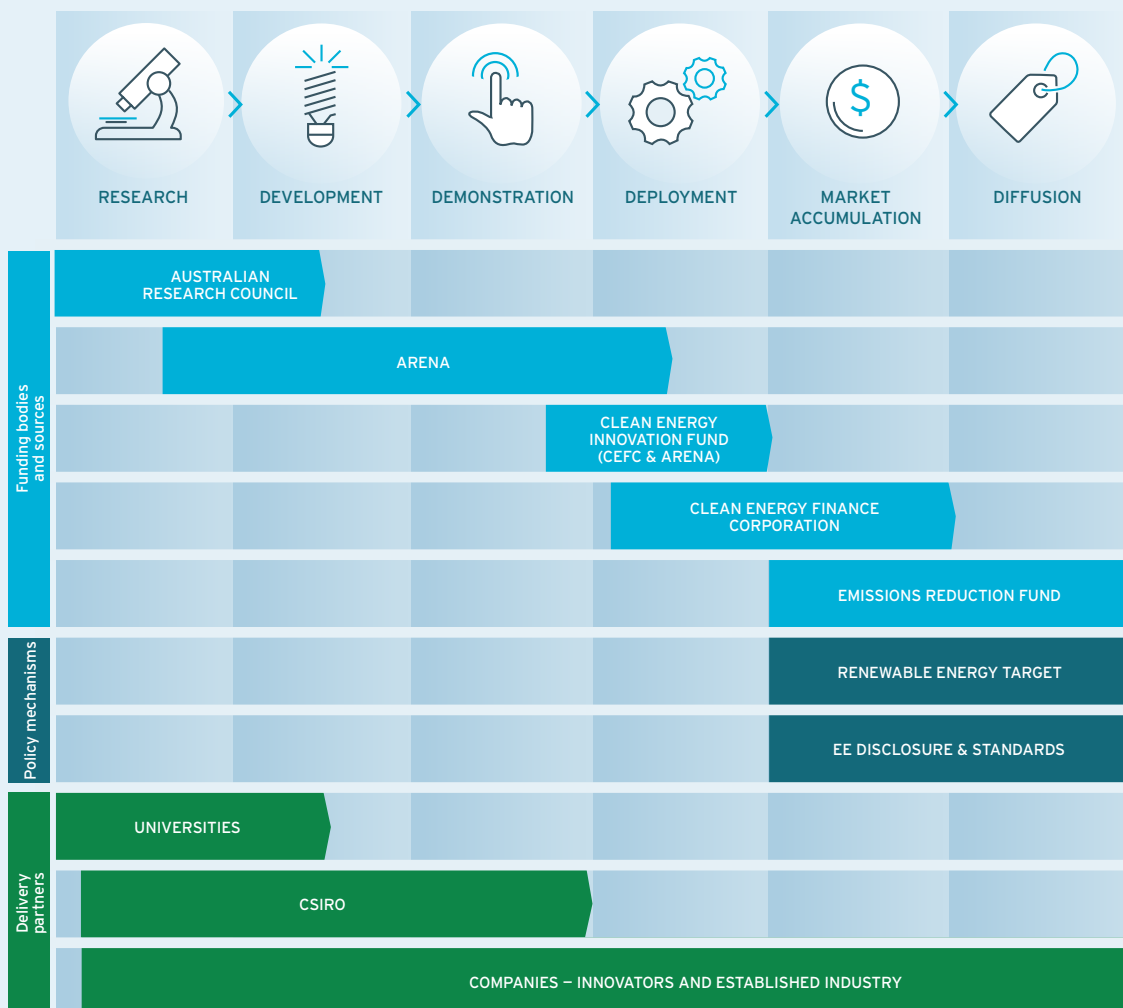 RESEARCH
DEVELOPMENT
DEMONSTRATION
DEPLOYMENT
MARKET
ACCUMULATION
DIFFUSION
Funding bodies
and sources
AUSTRALIAN
RESEARCH COUNCIL
ARENA
CLEAN ENERGY
INNOVATION FUND
(CEFC & ARENA)
CLEAN ENERGY FINANCE
CORPORATION
EMISSIONS REDUCTION FUND
Policy mechanisms
RENEWABLE ENERGY TARGET
EE DISCLOSURE & STANDARDS
Delivery
partners
UNIVERSITIES
CSIRO
COMPANIES – INNOVATORS AND ESTABLISHED INDUSTRY